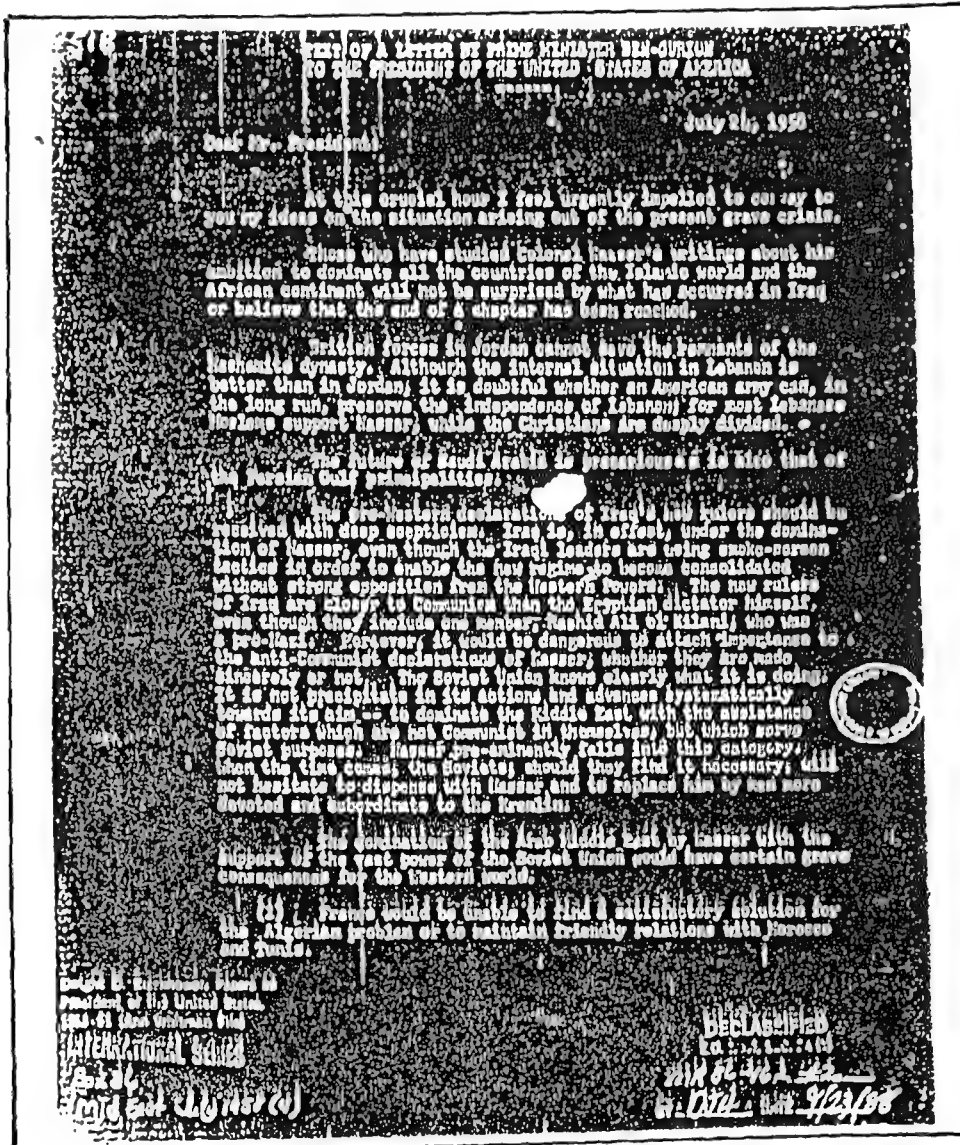 TEXT OF A LETTER BY PRIME MINISTER BEN-GURION
TO THE PRESIDENT OF THE UNITED STATES OF AMERICA
July 24, 1958
Dear Mr. President:
At this crucial hour I feel urgently impelled to convey to
you my ideas on the situation arising out of the present grave crisis.
Those who have studied Colonel Nasser's writings about his
ambition to dominate all the countries of the Islamic world and the
African continent will not be surprised by what has occurred in Iraq
or believe that the end of a chapter has been reached.
British forces in Jordan cannot save the remnants of the
Hashemite dynasty. Although the internal situation in Lebanon is
better than in Jordan, it is doubtful whether an American army can, in
the long run, preserve the independence of Lebanon; for most Lebanese
Moslems support Nasser, while the Christians are deeply divided.
The future of Saudi Arabia is precarious as is also that of
the Persian Gulf principalities.
The pro-Western declarations of Iraq's new rulers should be
handled with deep scepticism. Iraq is, in effect, under the domina-
tion of Nasser, even though the Iraqi leaders are using smoke-screen
tactics in order to enable the new regime to become consolidated
without strong opposition from the Western Powers. The new rulers
of Iraq are closer to Communism than the Egyptian dictator himself,
even though they include one member, Rashid Ali el Kilani, who was
a pro-Nazi. Moreover, it would be dangerous to attach importance to
the anti-Communist declarations of Nasser, whether they are made
sincerely or not. The Soviet Union knows clearly what it is doing;
it is not precipitate in its actions and advances systematically
towards its aim -- to dominate the Middle East with the assistance
of factors which are not Communist in themselves, but which serve
Soviet purposes. Nasser pre-eminently falls into this category.
When the time comes, the Soviets, should they find it necessary, will
not hesitate to dispense with Nasser and to replace him by men more
devoted and subordinate to the Kremlin.
The domination of the Arab Middle East by Nasser with the
support of the vast power of the Soviet Union would have certain grave
consequences for the Western World.
(1) France would be unable to find a satisfactory solution for
the Algerian problem or to maintain friendly relations with Morocco
and Tunis.
Dwight D. Eisenhower: Papers as
President of the United States,
1953-61 (Ann Whitman File)
INTERNATIONAL SERIES
Box 36
Mid East July 1958 (4)
DECLASSIFIED
9/23/88